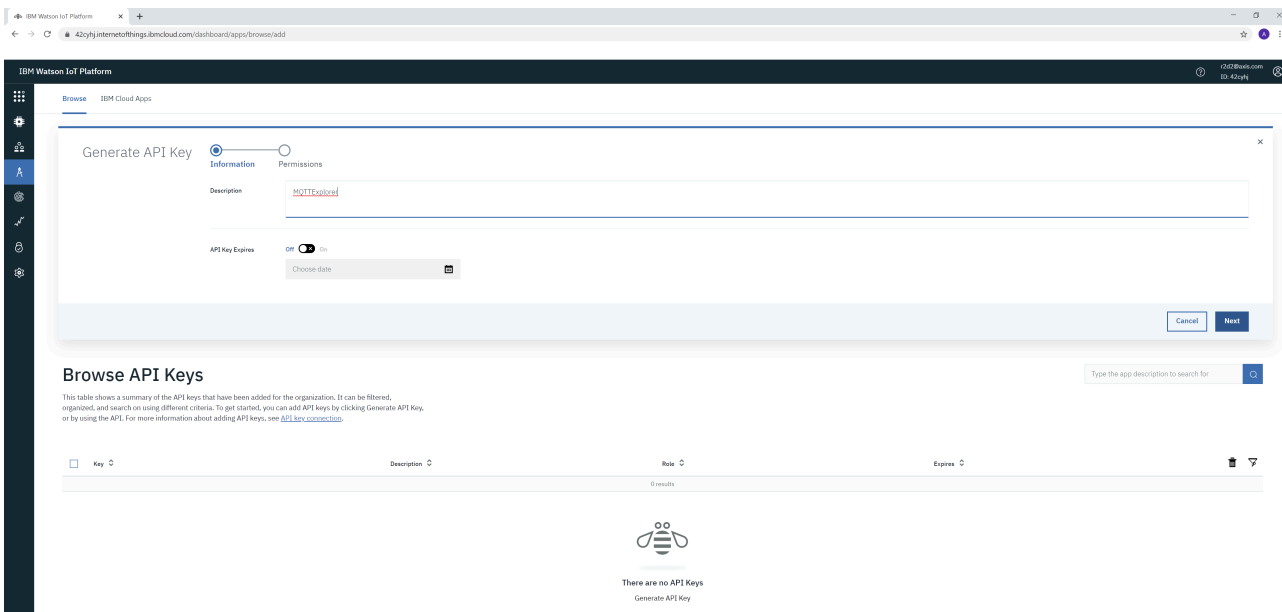 IBM Watson IoT Platform
42cyhj.internetofthings.ibmcloud.com/dashboard/apps/browse/add
A
IBM Watson IoT Platform
r2d2@axis.com
ID: 42cyhj
Browse IBM Cloud Apps
Generate API Key
Information Permissions
Description MQTTExplorer
API Key Expires Off On
Choose date
Cancel Next
Browse API Keys
Type the app description to search for
This table shows a summary of the API keys that have been added for the organization. It can be filtered,
organized, and search on using different criteria. To get started, you can add API keys by clicking Generate API Key,
or by using the API. For more information about adding API keys, see API key connection.
Key Description Role Expires
0 results
There are no API Keys
Generate API Key